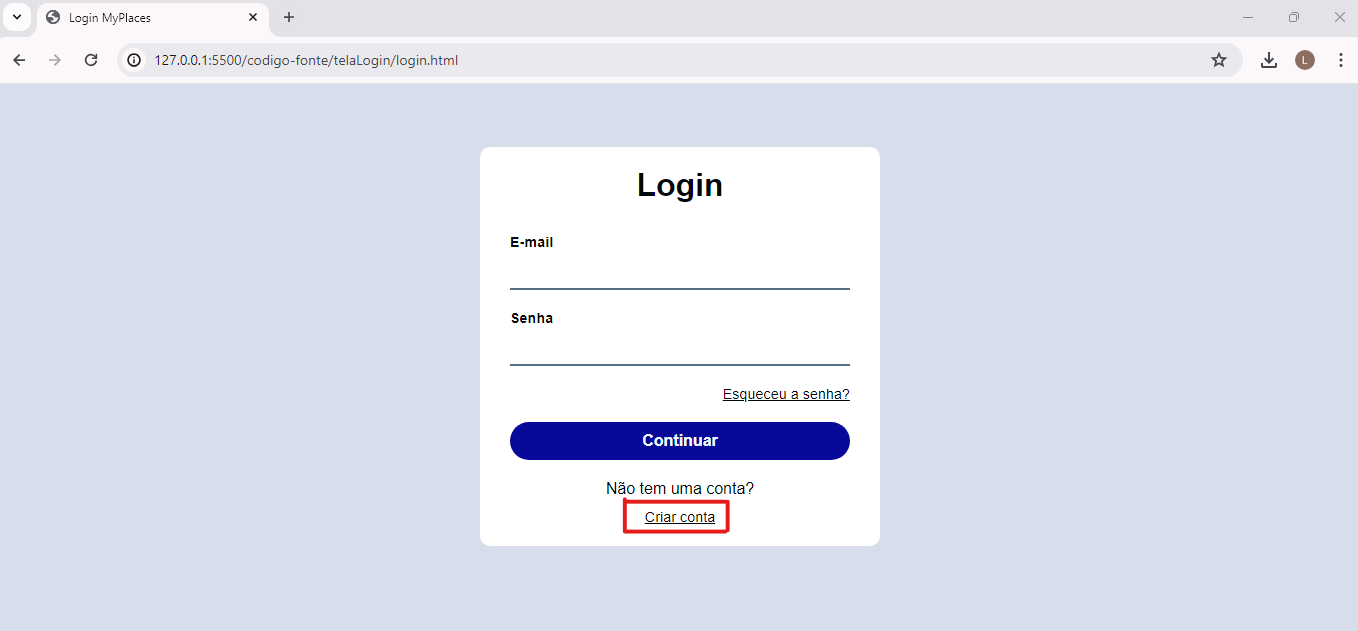 Login MyPlaces
127.0.0.1:5500/codigo-fonte/telaLogin/login.html
L
Login
E-mail
Senha
Esqueceu a senha?
Continuar
Não tem uma conta?
Criar conta